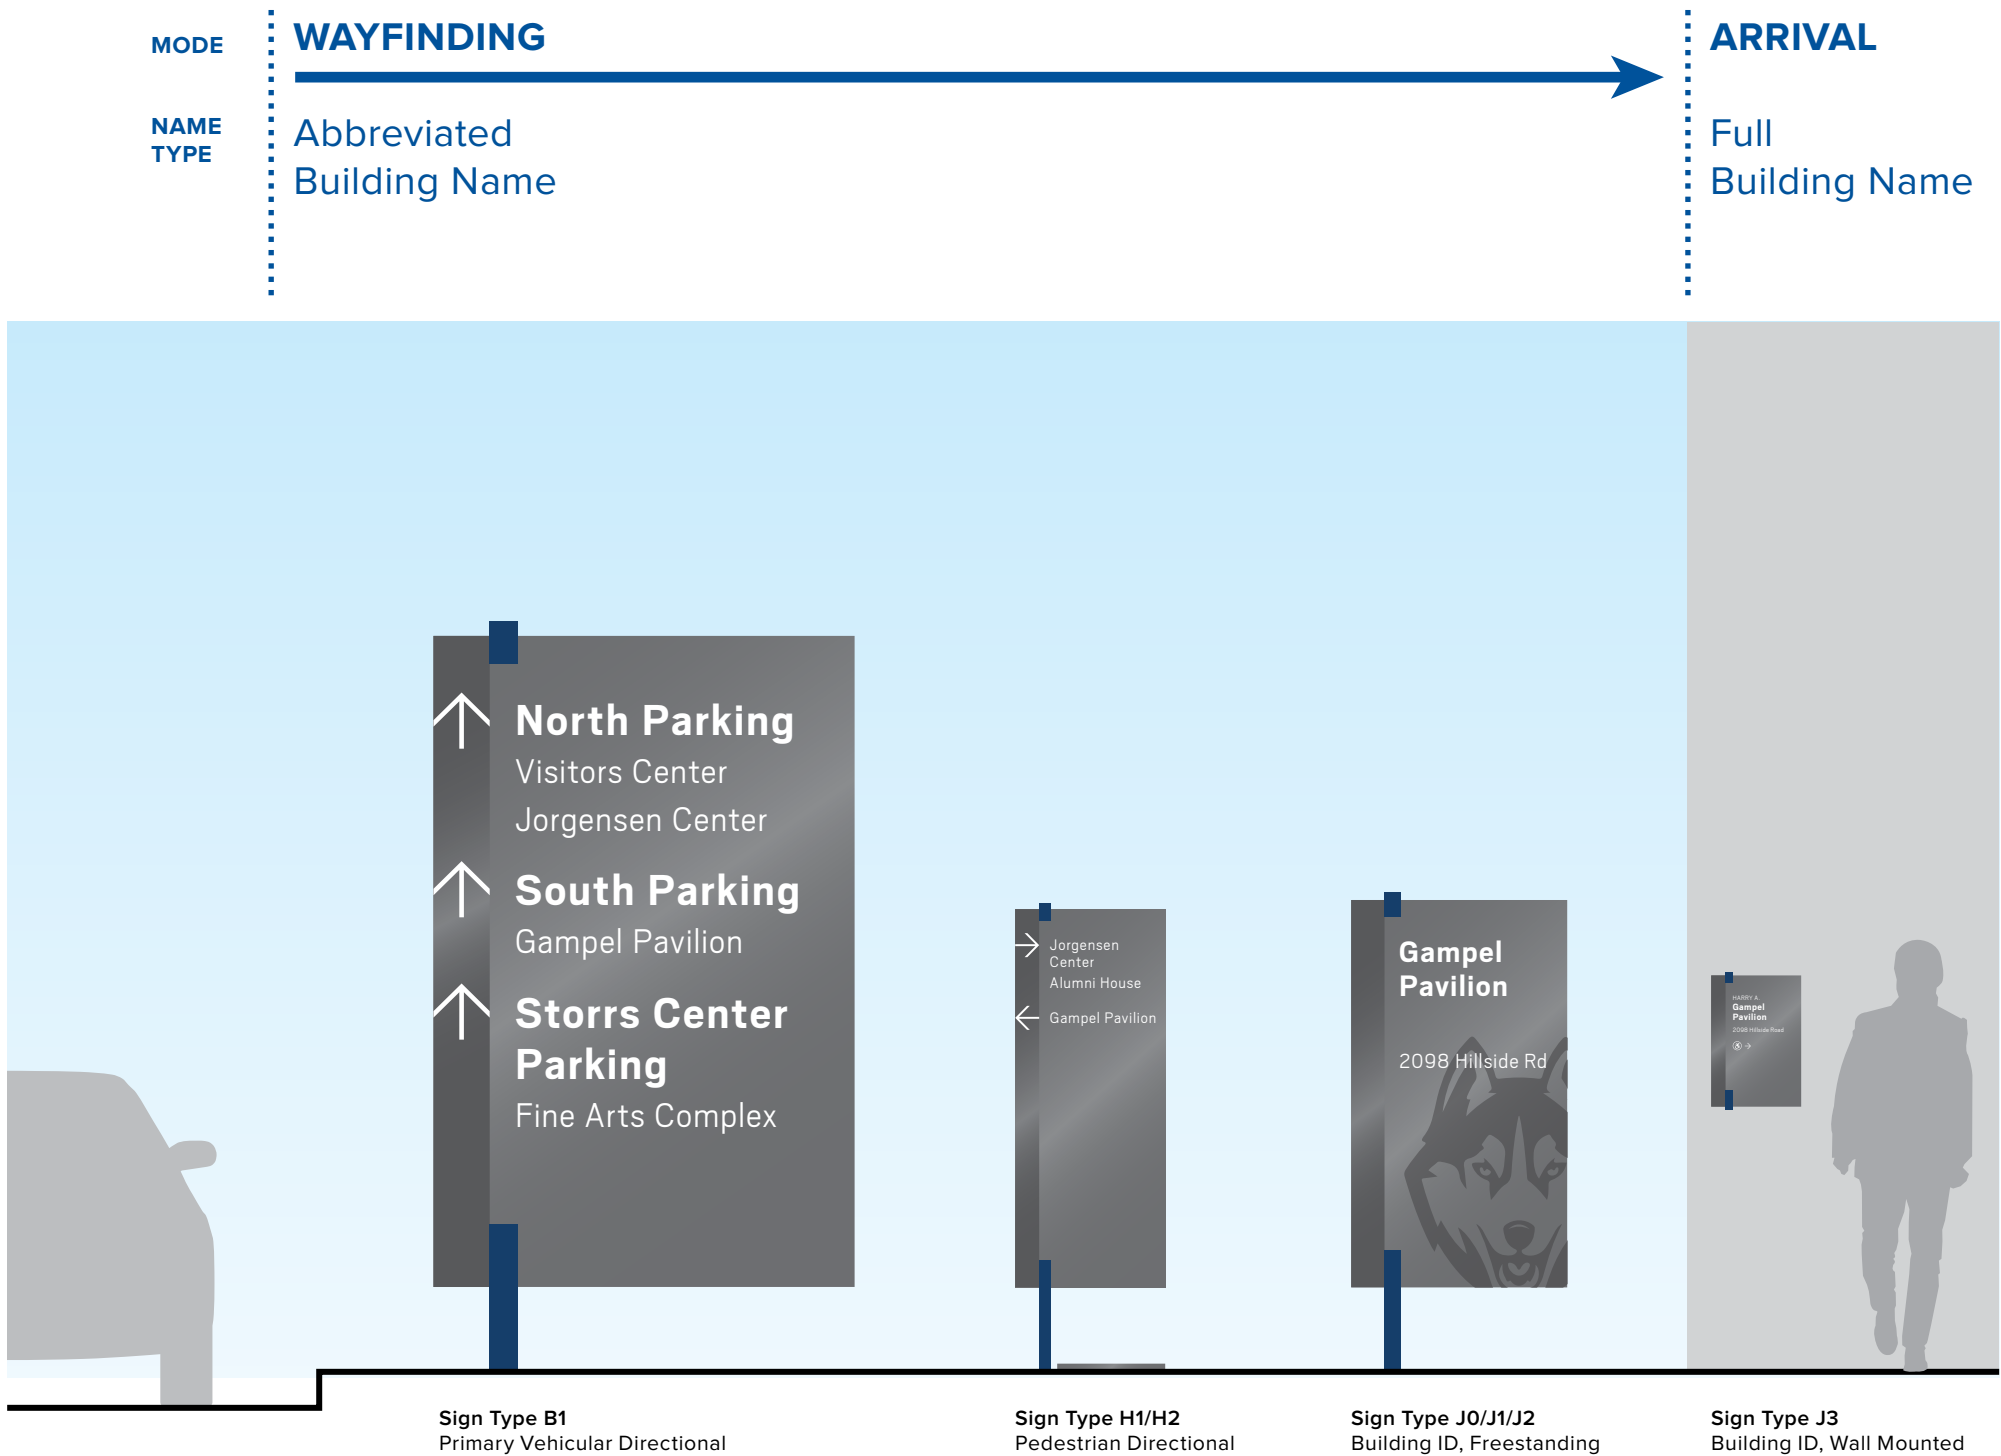 MODE
WAYFINDING
ARRIVAL
NAME
TYPE
Abbreviated
Building Name
Full
Building Name
North Parking
Visitors Center
Jorgensen Center
South Parking
Gampel Pavilion
Storrs Center
Parking
Fine Arts Complex
Jorgensen
Center
Alumni House
Gampel Pavilion
Gampel
Pavilion
2098 Hillside Rd
HARRY A.
Gampel
Pavilion
2098 Hillside Road
Sign Type B1
Primary Vehicular Directional
Sign Type H1/H2
Pedestrian Directional
Sign Type J0/J1/J2
Building ID, Freestanding
Sign Type J3
Building ID, Wall Mounted